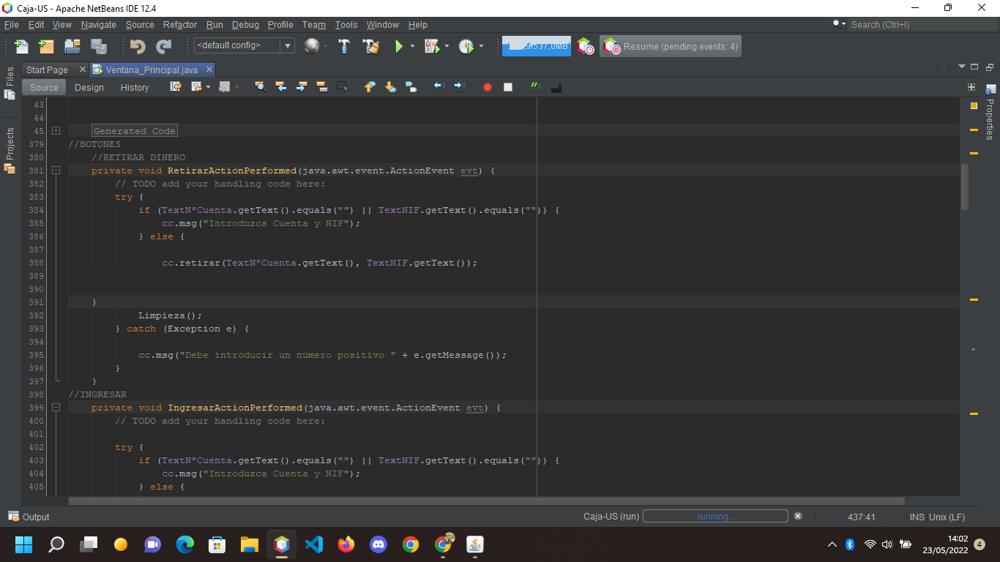 Caja-US - Apache NetBeans IDE 12.4
File Edit View Navigate Source Refactor Run Debug Profile Team Tools Window Help
Search (Ctrl+I)
<default config>
9/537,0MB
Resume (pending events: 4)
Files
Projects
Start Page
Ventana_Principal.java
Source Design History
Properties
43
44
45 Generated Code
379 //BOTONES
380 //RETIRAR DINERO
381 private void RetirarActionPerformed(java.awt.event.ActionEvent evt) {
382 // TODO add your handling code here:
383 try {
384 if (TextNºCuenta.getText().equals("") || TextNIF.getText().equals("")) {
385 cc.msg("Introduzca Cuenta y NIF");
386 } else {
387
388 cc.retirar(TextNºCuenta.getText(), TextNIF.getText());
389
390
391 }
392 Limpieza();
393 } catch (Exception e) {
394
395 cc.msg("Debe introducir un número positivo " + e.getMessage());
396 }
397 }
398 //INGRESAR
399 private void IngresarActionPerformed(java.awt.event.ActionEvent evt) {
400 // TODO add your handling code here:
401
402 try {
403 if (TextNºCuenta.getText().equals("") || TextNIF.getText().equals("")) {
404 cc.msg("Introduzca Cuenta y NIF");
405 } else {
Output
Caja-US (run) running...
437:41 INS Unix (LF)
14:02
23/05/2022
4